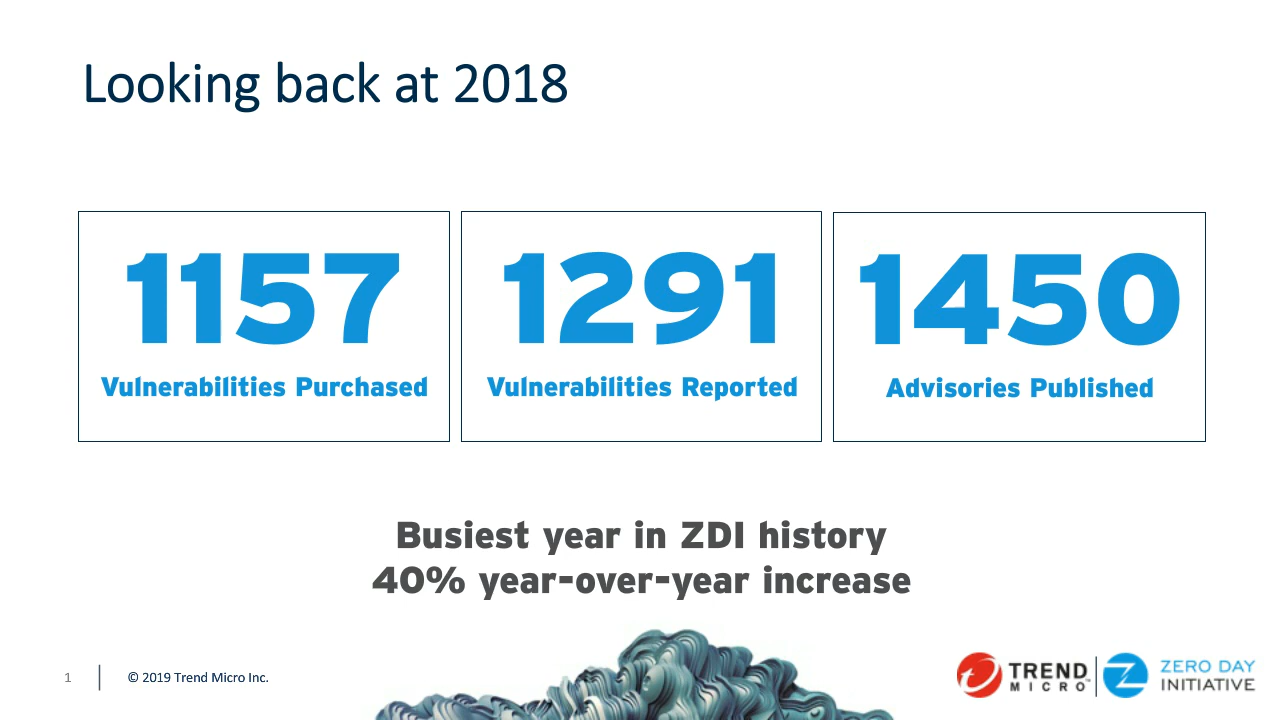 Looking back at 2018
1157
Vulnerabilities Purchased
1291
Vulnerabilities Reported
1450
Advisories Published
Busiest year in ZDI history
40% year-over-year increase
1
© 2019 Trend Micro Inc.
TREND
MICRO™
ZERO DAY
INITIATIVE